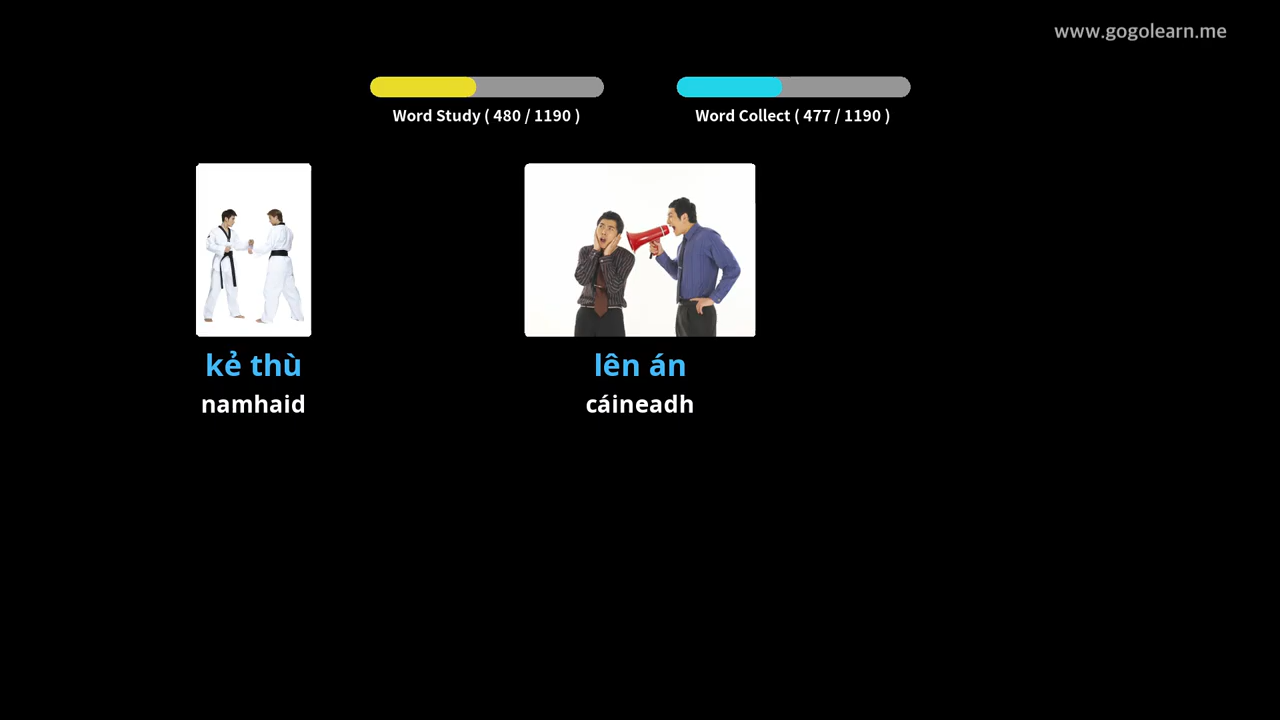 www.gogolearn.me
Word Study ( 480 / 1190 )
Word Collect ( 477 / 1190 )
kẻ thù
namhaid
lên án
cáineadh